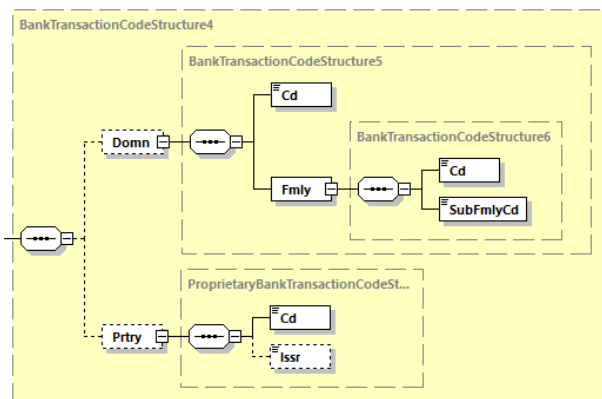 BankTransactionCodeStructure4
BankTransactionCodeStructure5
Cd
Domn
BankTransactionCodeStructure6
Cd
Fmly
SubFmlyCd
ProprietaryBankTransactionCodeSt...
Cd
Prtry
Issr